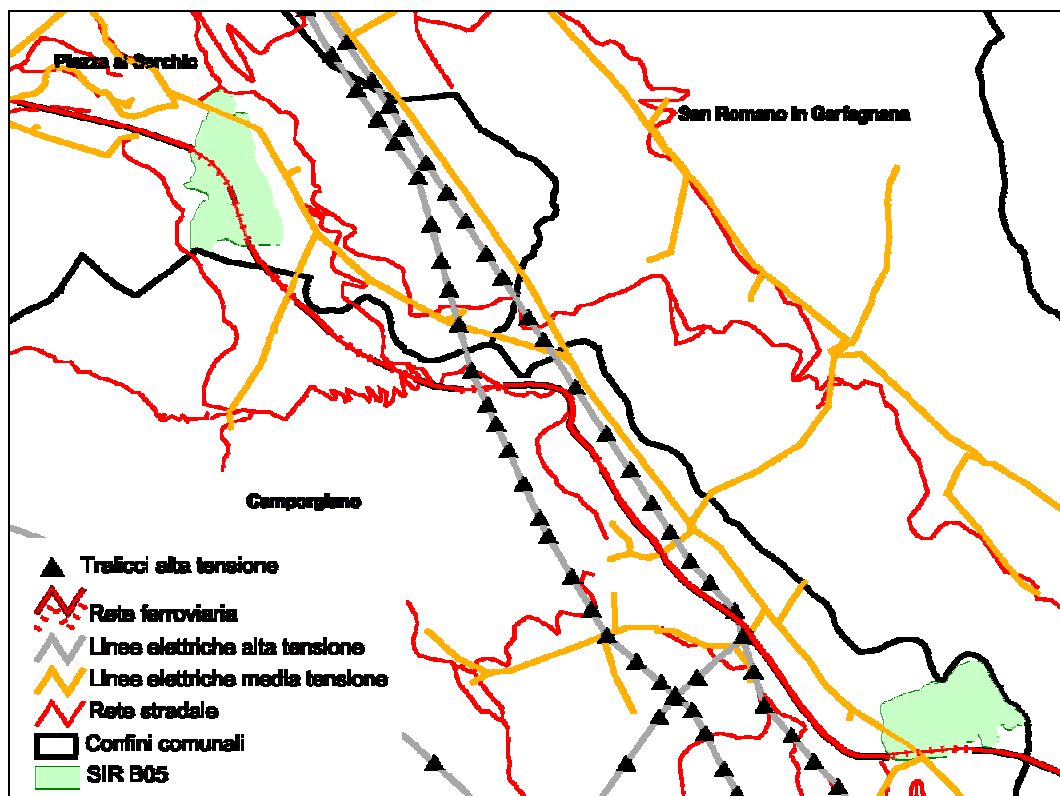 Piazza al Serchio
San Romano in Garfagnana
Camporgiano
Tralicci alta tensione
Rete ferroviaria
Linee elettriche alta tensione
Linee elettriche media tensione
Rete stradale
Confini comunali
SIR B05